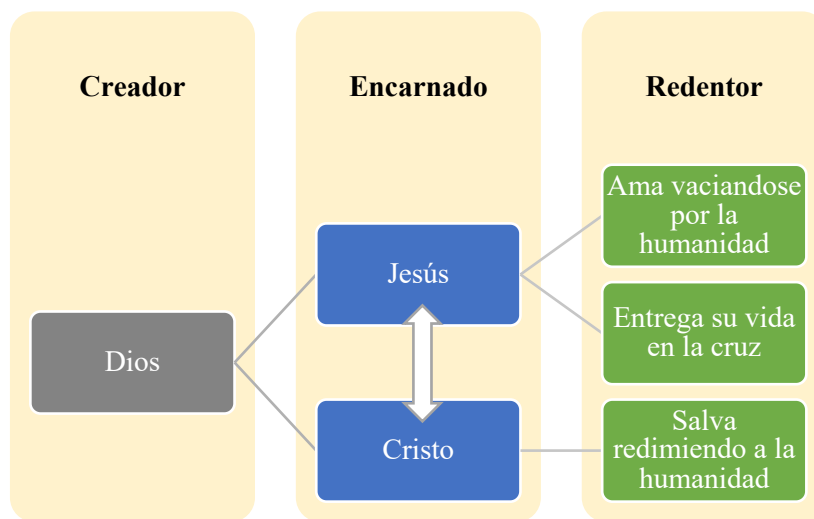 Creador
Encarnado
Redentor
Dios
Jesús
Cristo
Ama vaciandose
por la
humanidad
Entrega su vida
en la cruz
Salva
redimiendo a la
humanidad